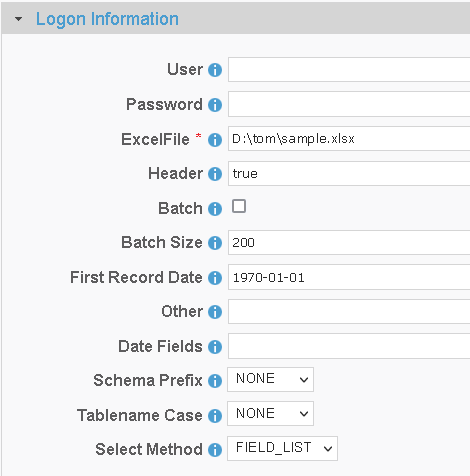 Logon Information
User
Password
ExcelFile * D:\tom\sample.xlsx
Header true
Batch
Batch Size 200
First Record Date 1970-01-01
Other
Date Fields
Schema Prefix NONE
Tablename Case NONE
Select Method FIELD_LIST